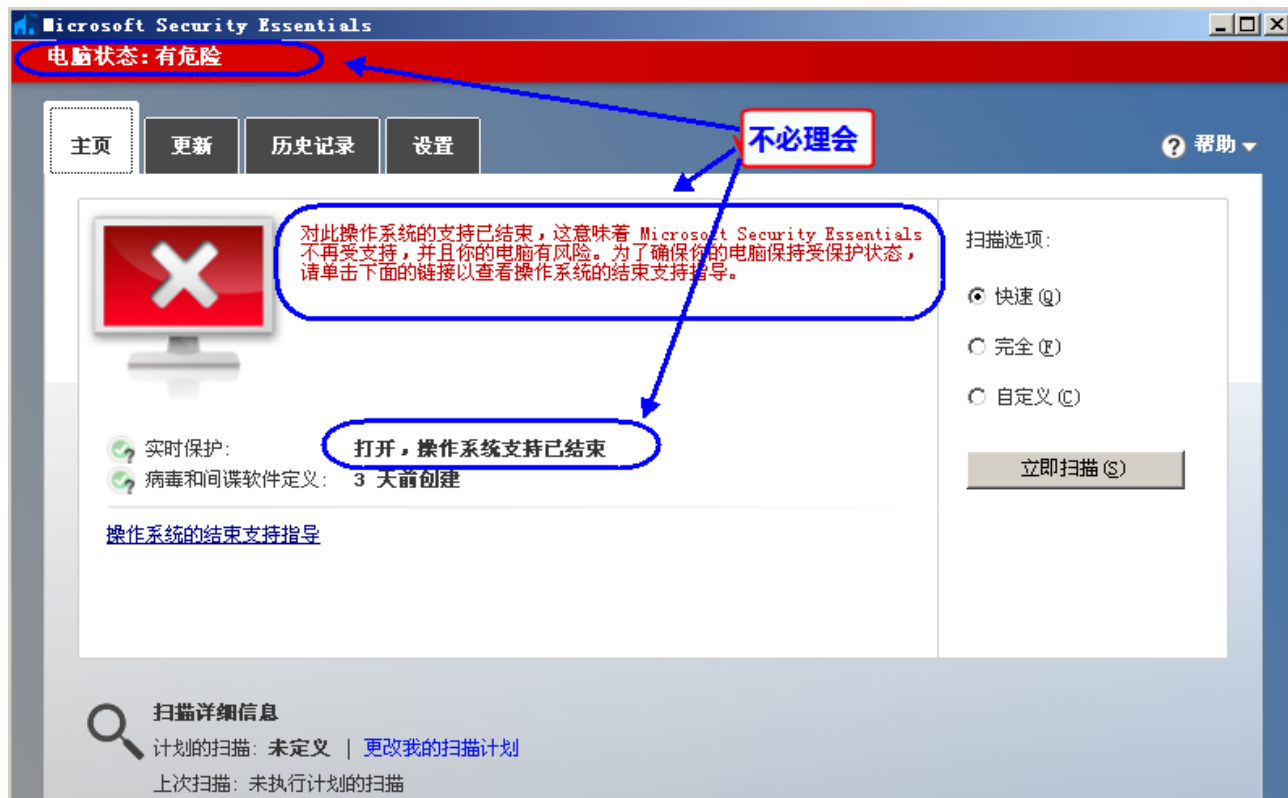 Microsoft Security Essentials
电脑状态:有危险
主页
更新
历史记录
设置
不必理会
帮助
对此操作系统的支持已结束,这意味着 Microsoft Security Essentials
不再受支持,并且你的电脑有风险。为了确保你的电脑保持受保护状态,
请单击下面的链接以查看操作系统的结束支持指导。
扫描选项:
快速(Q)
完全(F)
自定义(C)
立即扫描(S)
实时保护: 打开,操作系统支持已结束
病毒和间谍软件定义: 3 天前创建
操作系统的结束支持指导
扫描详细信息
计划的扫描: 未定义 | 更改我的扫描计划
上次扫描: 未执行计划的扫描